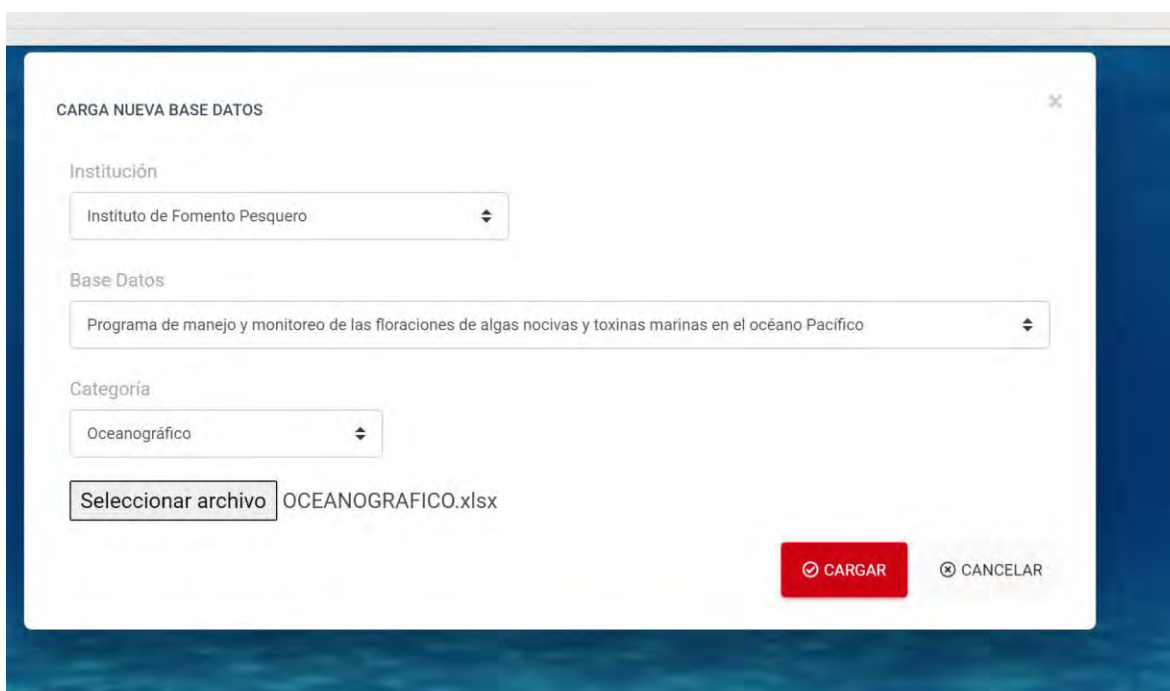 CARGA NUEVA BASE DATOS
Institución
Instituto de Fomento Pesquero
Base Datos
Programa de manejo y monitoreo de las floraciones de algas nocivas y toxinas marinas en el océano Pacífico
Categoría
Oceanográfico
Seleccionar archivo OCEANOGRAFICO.xlsx
CARGAR CANCELAR